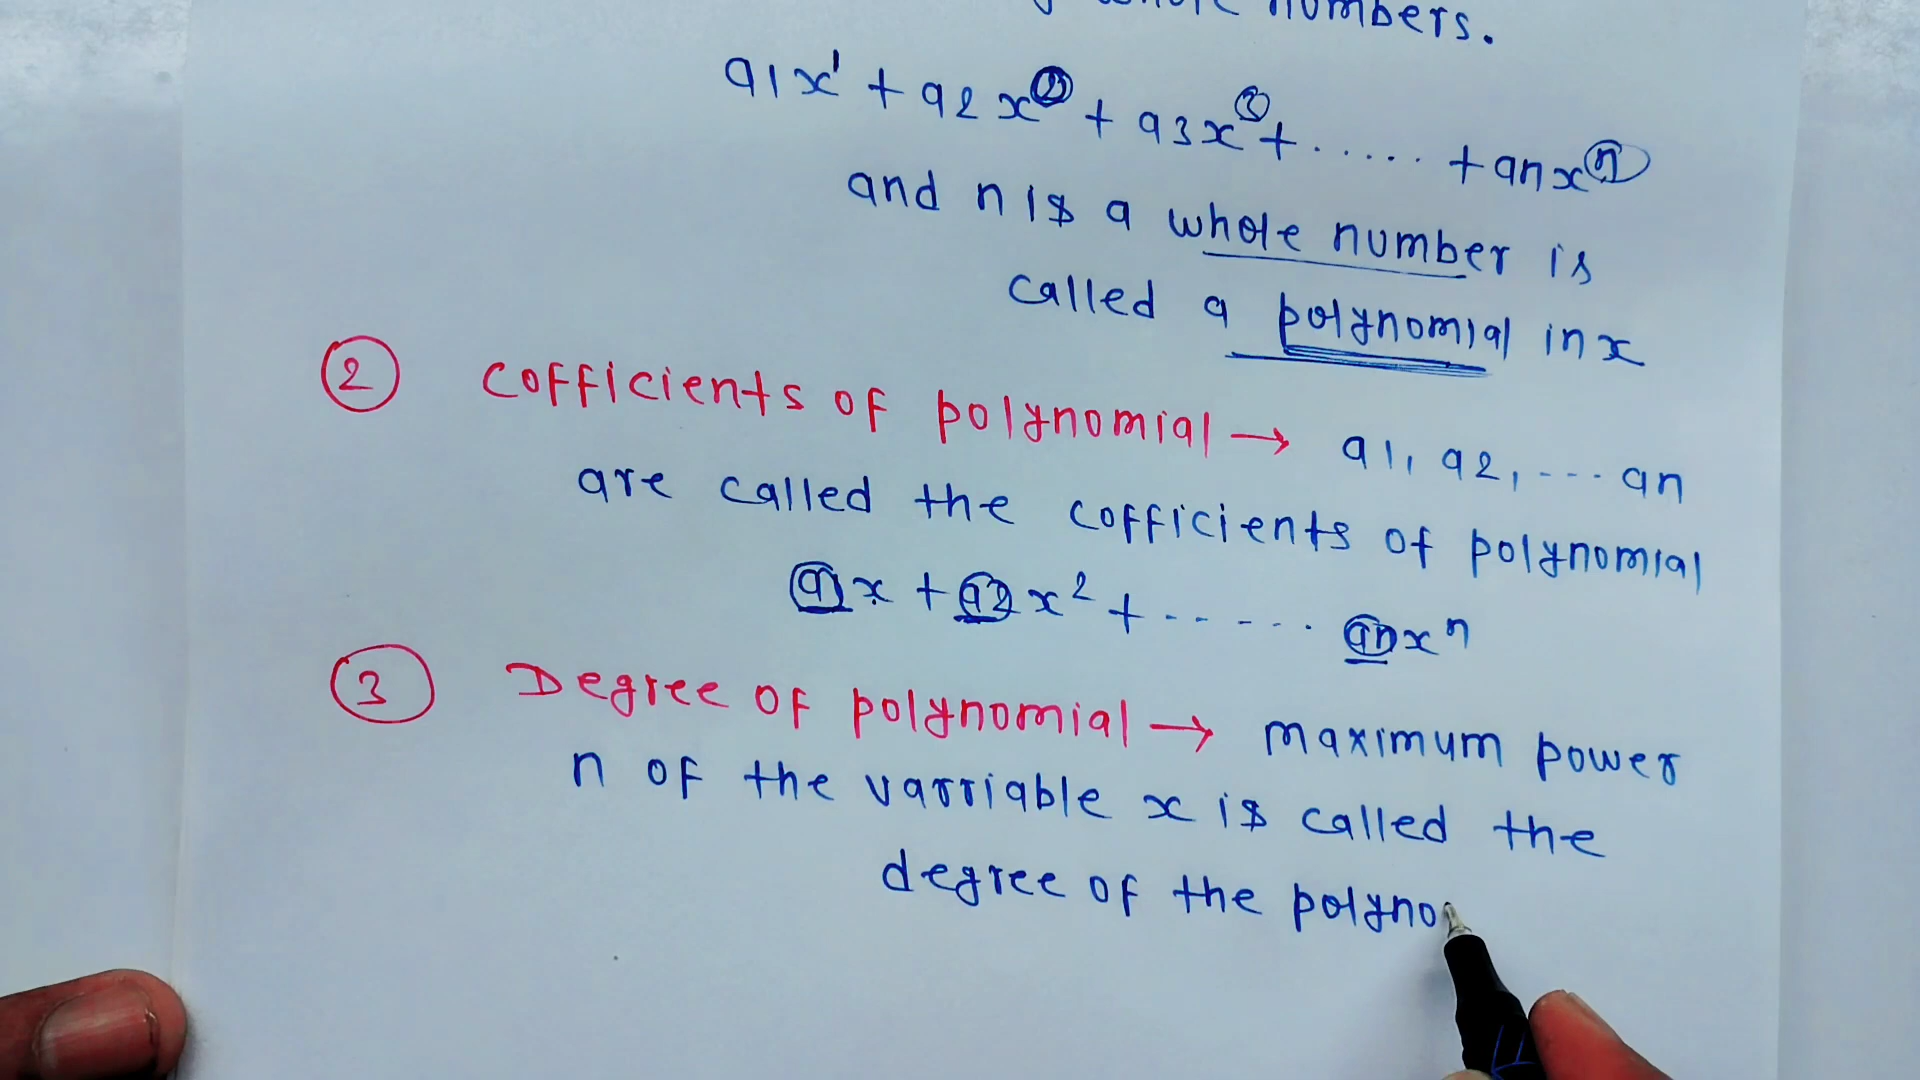 whole numbers.
a1x¹ + a2x² + a3x³ + ...... + anxⁿ
and n is a whole number is
called a polynomial in x
2 cofficients of polynomial → a1, a2, --- an
are called the cofficients of polynomial
a1x + a2x² + ------ anxⁿ
3 Degree of polynomial → maximum power
n of the varriable x is called the
degree of the polyno